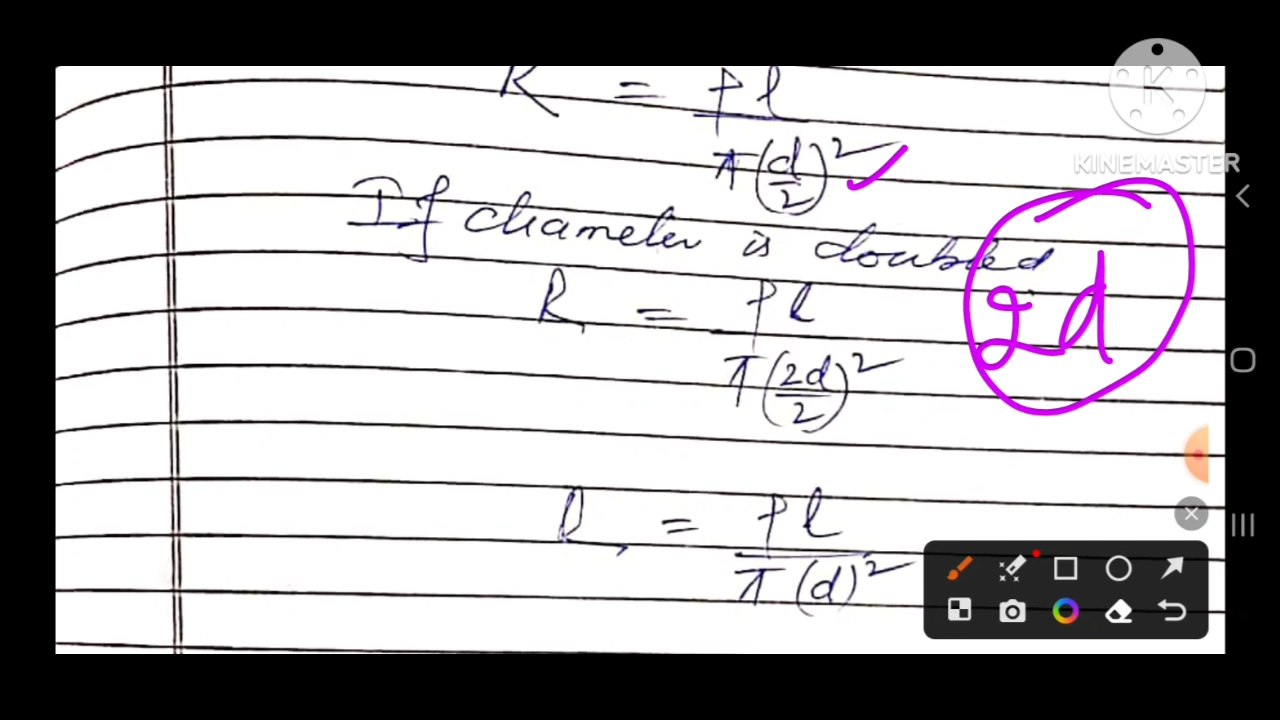 R = ρl
π(d/2)²
KINEMASTER
If diameter is doubled
2d
R₁ = ρl
π(2d/2)²
R₁ = ρl
π(d)²